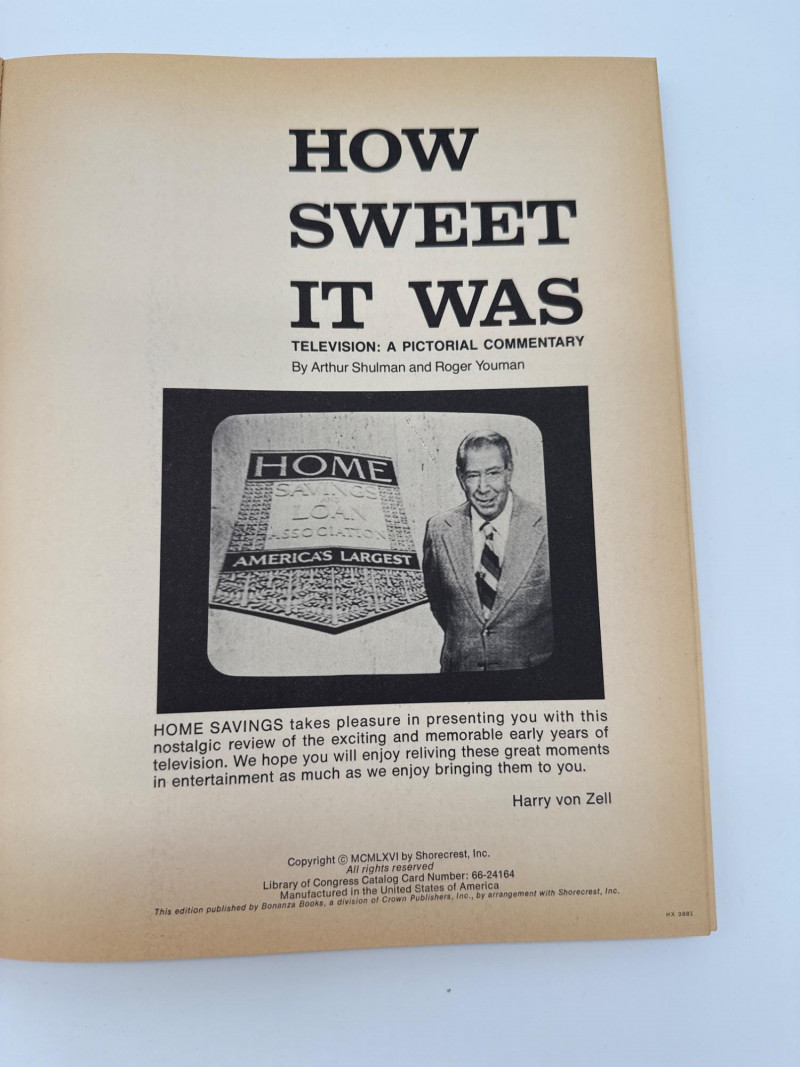 HOW
SWEET
IT WAS
TELEVISION: A PICTORIAL COMMENTARY
By Arthur Shulman and Roger Youman
HOME
SAVINGS
LOAN
ASSOCIATION
AMERICA'S LARGEST
HOME SAVINGS takes pleasure in presenting you with this
nostalgic review of the exciting and memorable early years of
television. We hope you will enjoy reliving these great moments
in entertainment as much as we enjoy bringing them to you.
Harry von Zell
Copyright © MCMLXVI by Shorecrest, Inc.
All rights reserved
Library of Congress Catalog Card Number: 66-24164
Manufactured in the United States of America
This edition published by Bonanza Books, a division of Crown Publishers, Inc., by arrangement with Shorecrest, Inc.